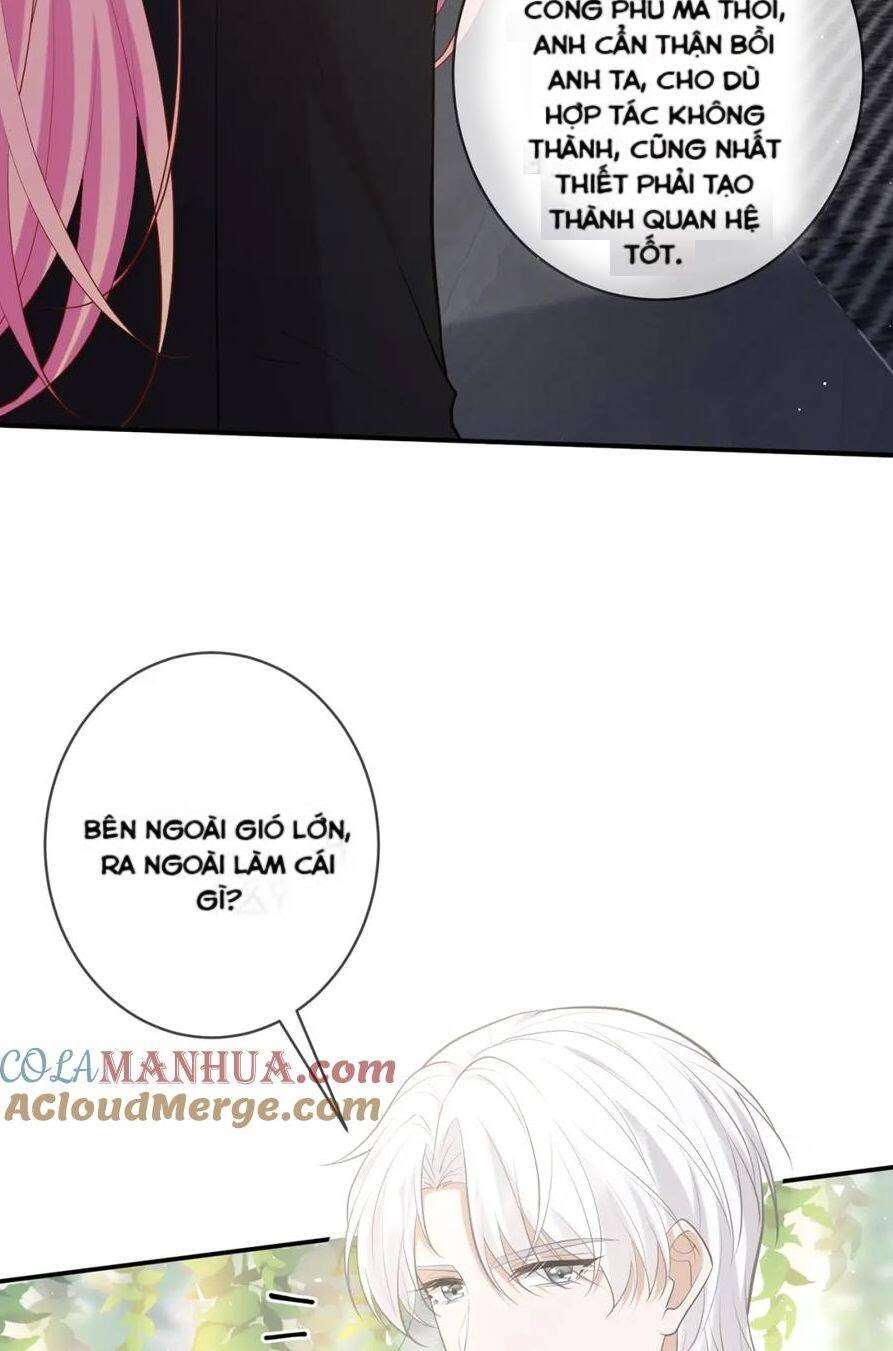 CÔNG PHU MÀ THÔI,
ANH CẨN THẬN BỒI
ANH TA, CHO DÙ
HỢP TÁC KHÔNG
THÀNH, CŨNG NHẤT
THIẾT PHẢI TẠO
THÀNH QUAN HỆ
TỐT.
BÊN NGOÀI GIÓ LỚN,
RA NGOÀI LÀM CÁI
GÌ?
COLAMANHUA.com
ACloudMerge.com